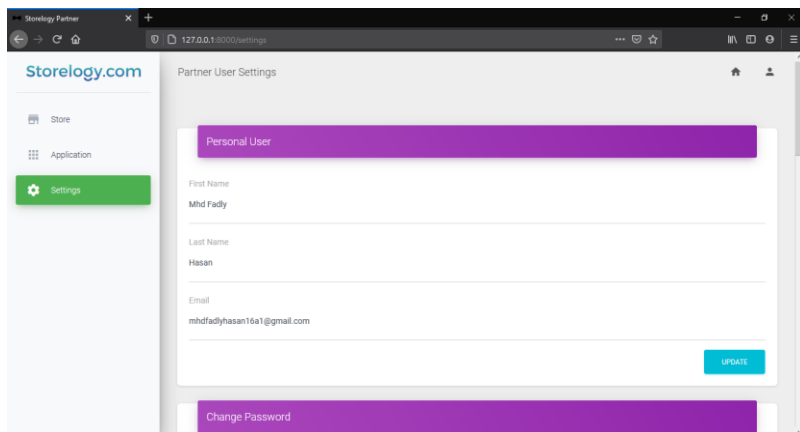 Storelogy Partner
127.0.0.1:8000/settings
Storelogy.com
Partner User Settings
Store
Application
Settings
Personal User
First Name
Mhd Fadly
Last Name
Hasan
Email
mhdfadlyhasan16a1@gmail.com
UPDATE
Change Password